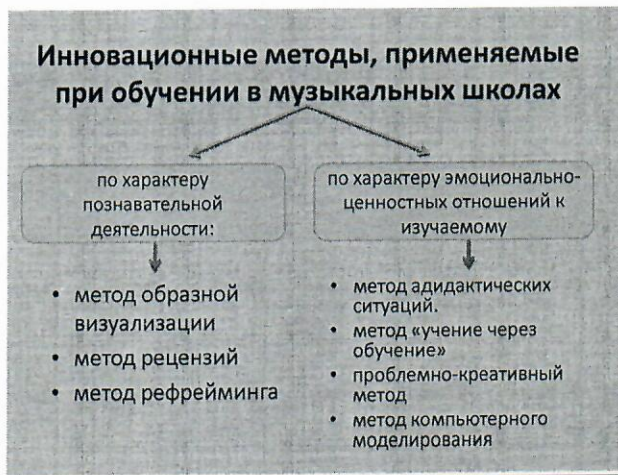 Инновационные методы, применяемые
при обучении в музыкальных школах
по характеру
познавательной
деятельности:
• метод образной
визуализации
• метод рецензий
• метод рефрейминга
по характеру эмоционально-
ценностных отношений к
изучаемому
• метод адидактических
ситуаций.
• метод «учение через
обучение»
• проблемно-креативный
метод
• метод компьютерного
моделирования